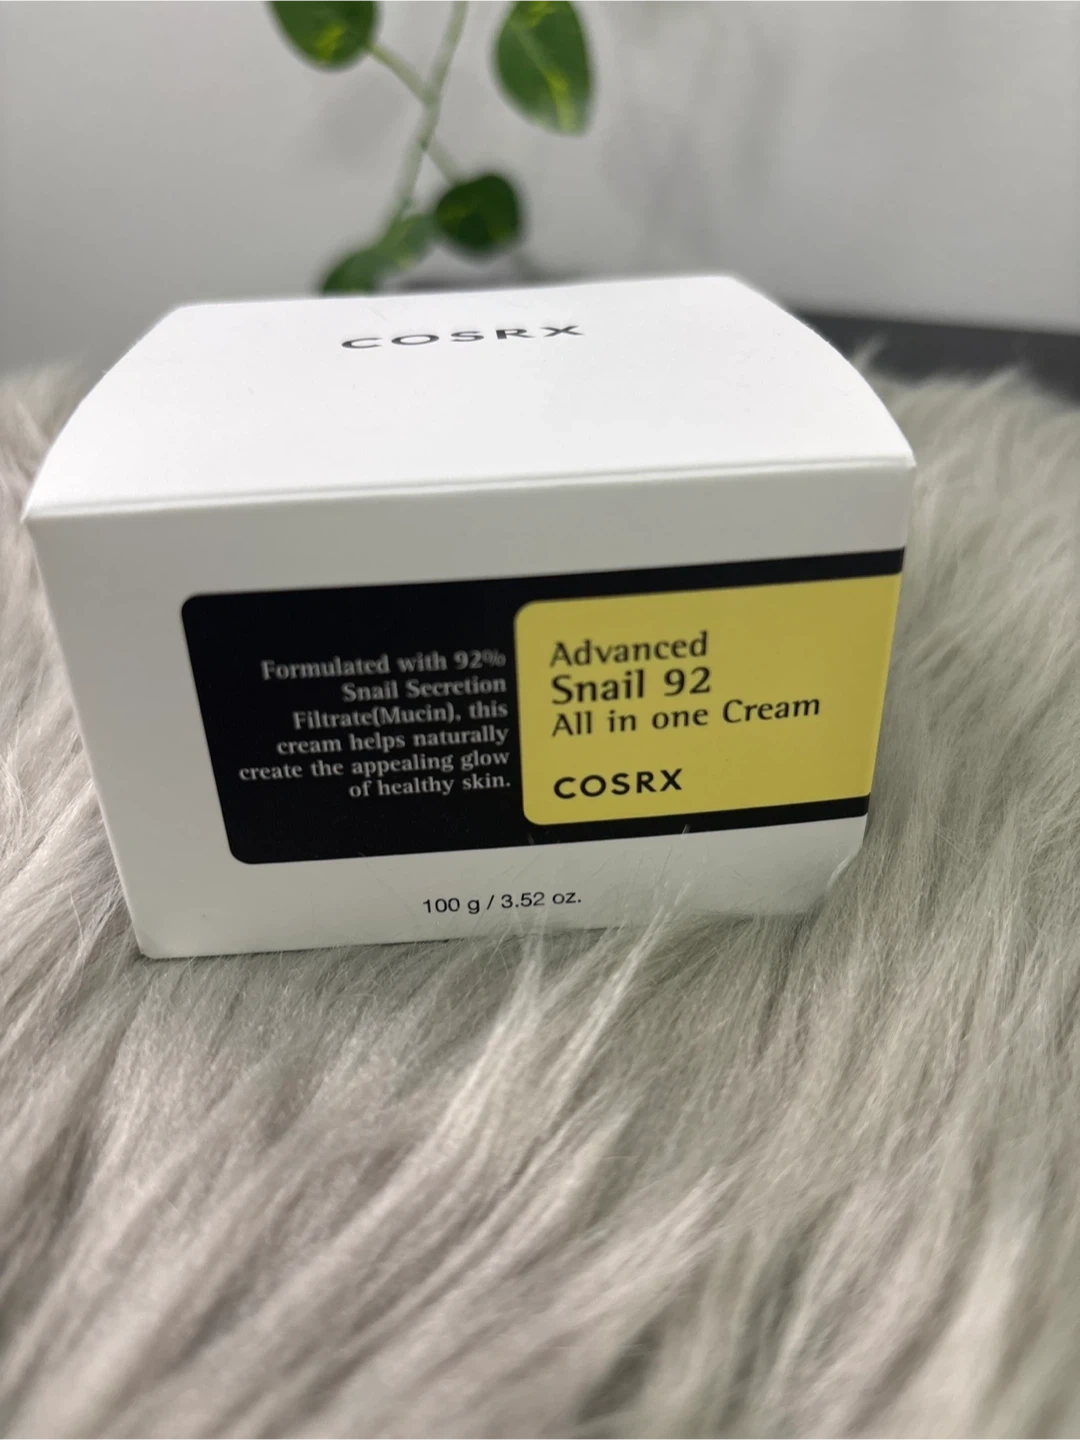 COSRX
Formulated with 92%
Snail Secretion
Filtrate(Mucin), this
cream helps naturally
create the appealing glow
of healthy skin.
Advanced
Snail 92
All in one Cream
COSRX
100 g / 3.52 oz.